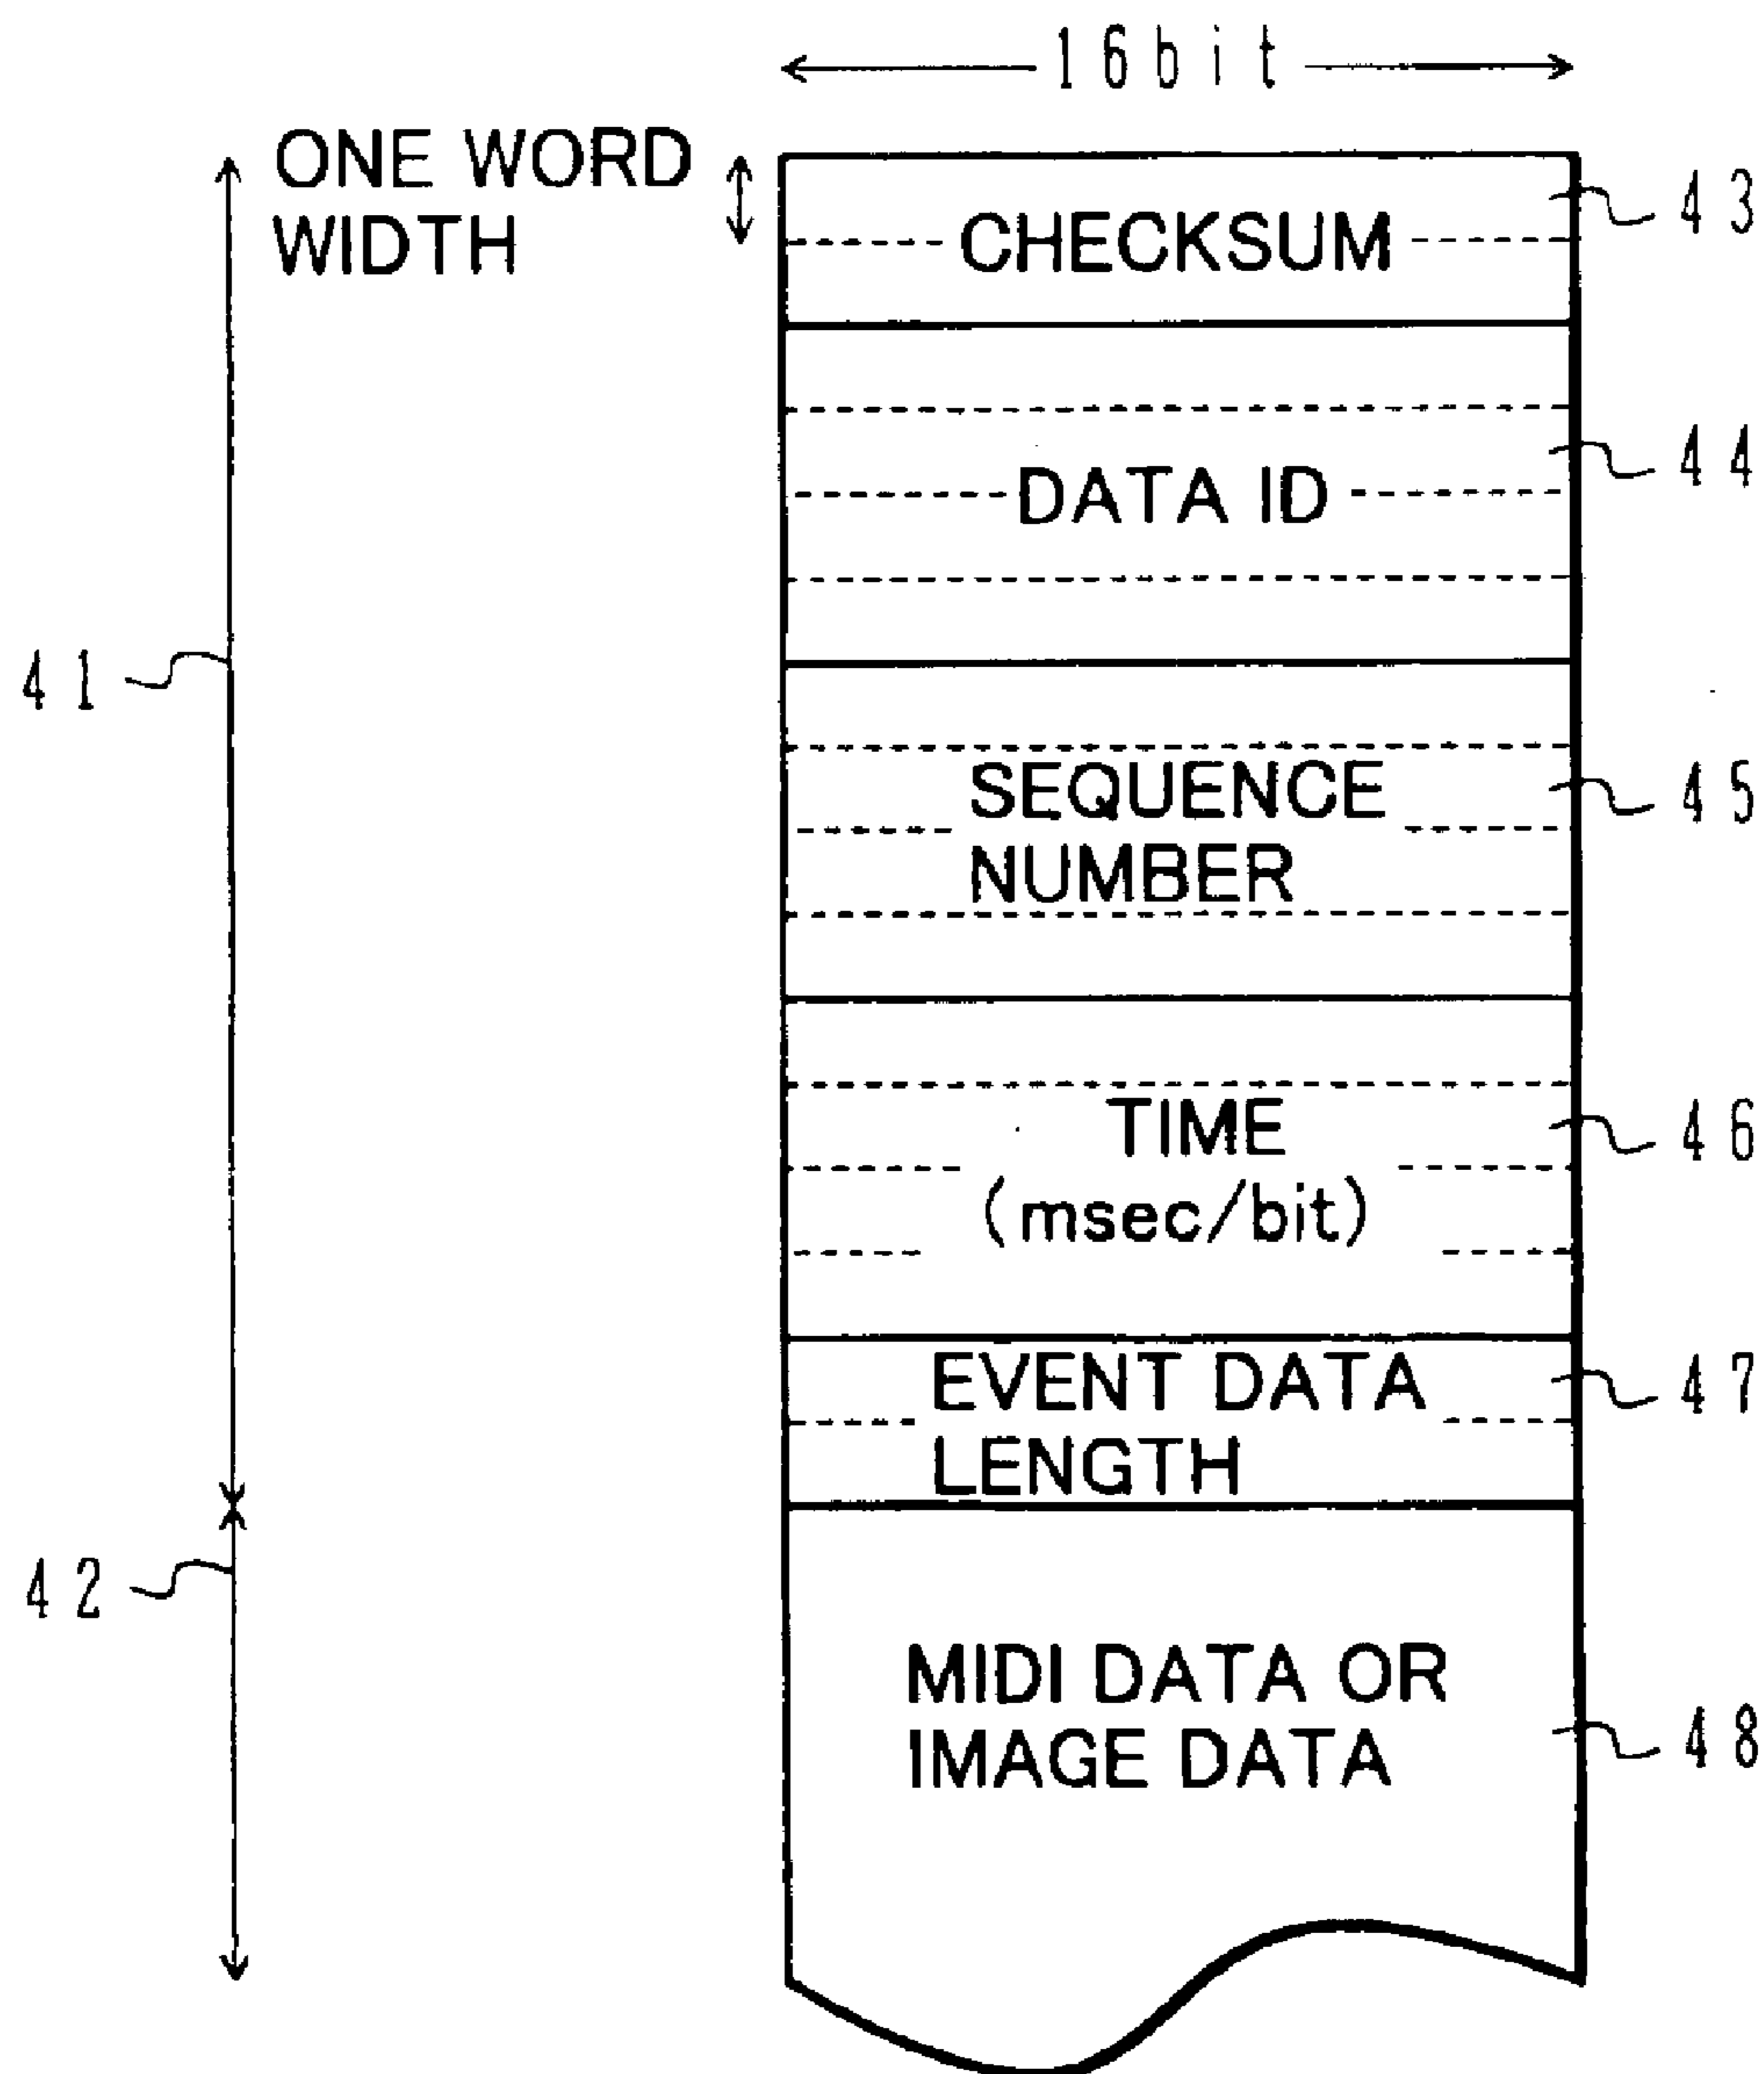 16bit
ONE WORD
WIDTH
CHECKSUM
43
DATA ID
44
41
SEQUENCE
NUMBER
45
TIME
(msec/bit)
46
EVENT DATA
LENGTH
47
42
MIDI DATA OR
IMAGE DATA
48